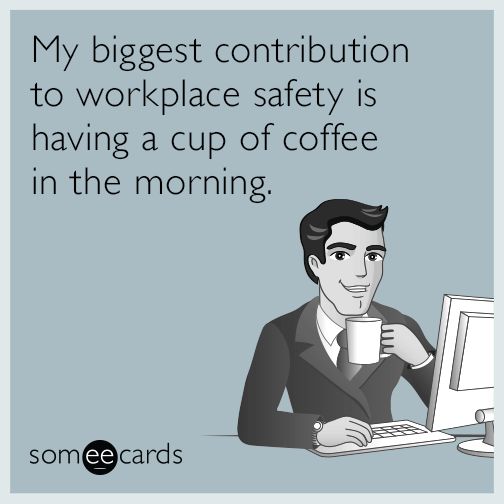 My biggest contribution
to workplace safety is
having a cup of coffee
in the morning.
someecards